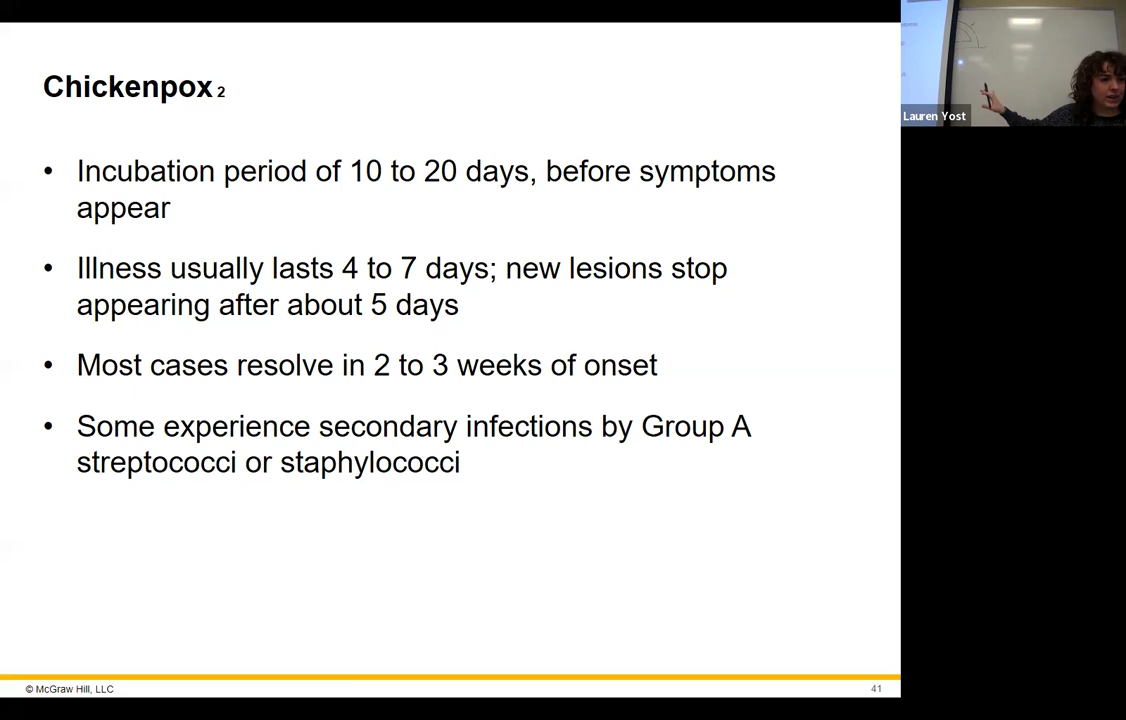 Chickenpox 2
• Incubation period of 10 to 20 days, before symptoms
appear
• Illness usually lasts 4 to 7 days; new lesions stop
appearing after about 5 days
• Most cases resolve in 2 to 3 weeks of onset
• Some experience secondary infections by Group A
streptococci or staphylococci
© McGraw Hill, LLC
41
Lauren Yost